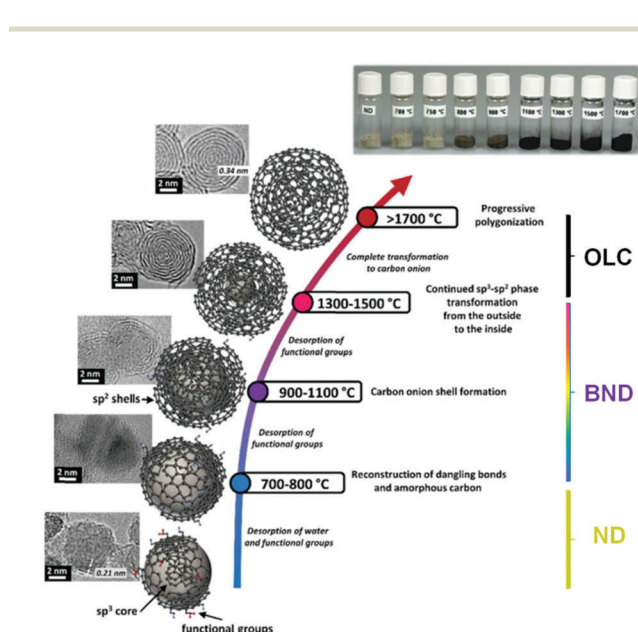 ND
700 °C
750 °C
1100 °C
1300 °C
1500 °C
1700 °C
0.34 nm
2 nm
>1700 °C
Progressive
polygonization
OLC
Complete transformation
to carbon onion
2 nm
1300-1500 °C
Continued sp³-sp² phase
transformation
from the outside
to the inside
Desorption of
functional groups
2 nm
sp² shells
900-1100 °C
Carbon onion shell formation
BND
Desorption of
functional groups
2 nm
700-800 °C
Reconstruction of dangling bonds
and amorphous carbon
Desorption of water
and functional groups
ND
2 nm
0.21 nm
sp³ core
functional groups